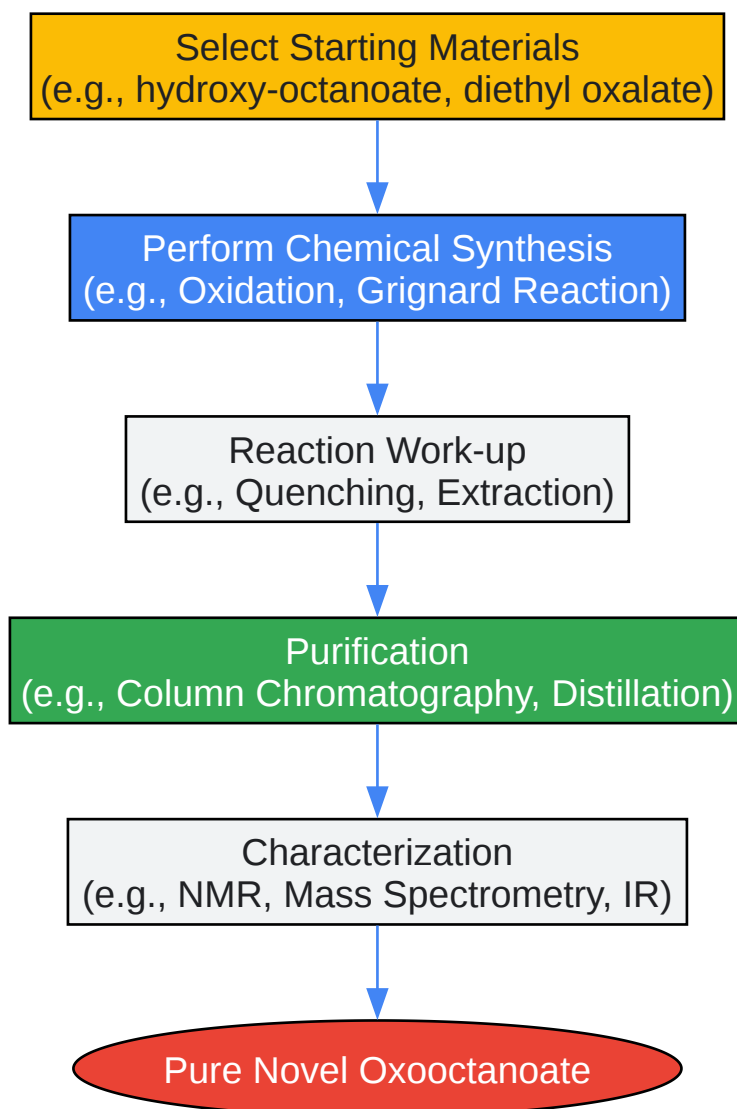 Select Starting Materials
(e.g., hydroxy-octanoate, diethyl oxalate)
Perform Chemical Synthesis
(e.g., Oxidation, Grignard Reaction)
Reaction Work-up
(e.g., Quenching, Extraction)
Purification
(e.g., Column Chromatography, Distillation)
Characterization
(e.g., NMR, Mass Spectrometry, IR)
Pure Novel Oxooctanoate